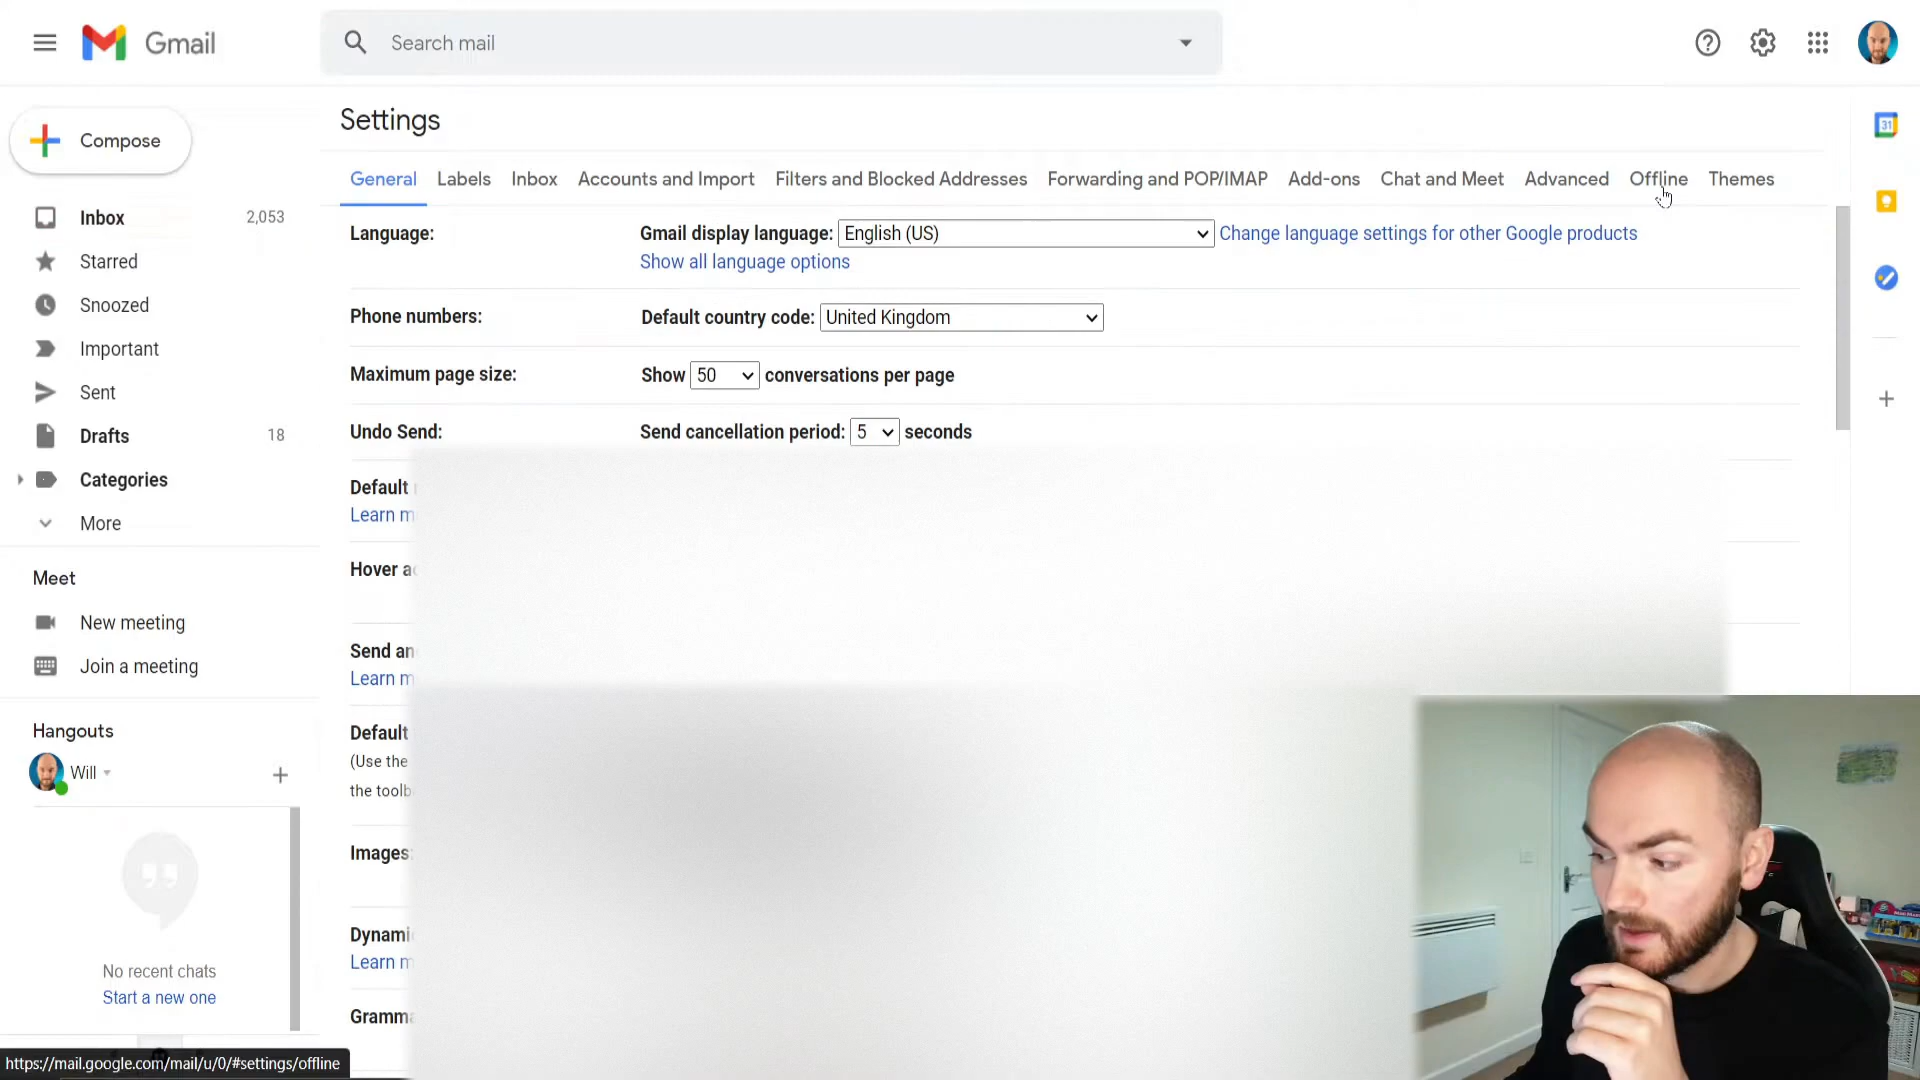 Gmail
Search mail
Settings
Compose
General Labels Inbox Accounts and Import Filters and Blocked Addresses Forwarding and POP/IMAP Add-ons Chat and Meet Advanced Offline Themes
Inbox 2,053
Starred
Snoozed
Important
Sent
Drafts 18
Categories
More
Meet
New meeting
Join a meeting
Hangouts
Will
No recent chats
Start a new one
Language: Gmail display language: English (US) Change language settings for other Google products
Show all language options
Phone numbers: Default country code: United Kingdom
Maximum page size: Show 50 conversations per page
Undo Send: Send cancellation period: 5 seconds
Default
Learn m
Hover ac
Send an
Learn m
Default
(Use the
the toolb
Images:
Dynami
Learn m
Gramma
31
https://mail.google.com/mail/u/0/#settings/offline